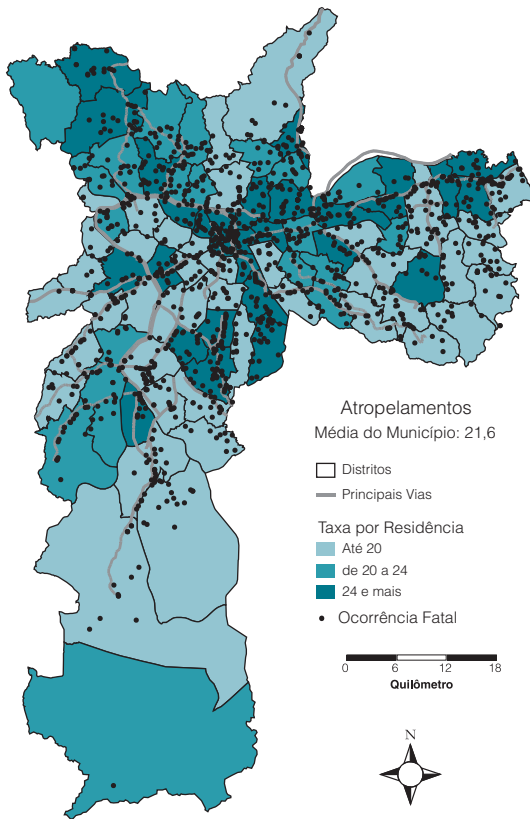 Atropelamentos
Média do Município: 21,6
Distritos
Principais Vias
Taxa por Residência
Até 20
de 20 a 24
24 e mais
Ocorrência Fatal
0 6 12 18
Quilômetro
N